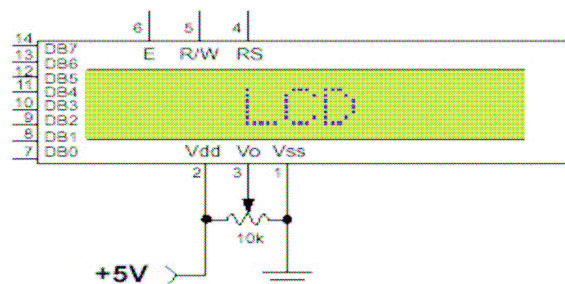 6 5 4
14 DB7 E R/W RS
13 DB6
12 DB5
11 DB4
10 DB3
9 DB2
8 DB1
7 DB0
LCD
Vdd Vo Vss
2 3 1
10k
+5V